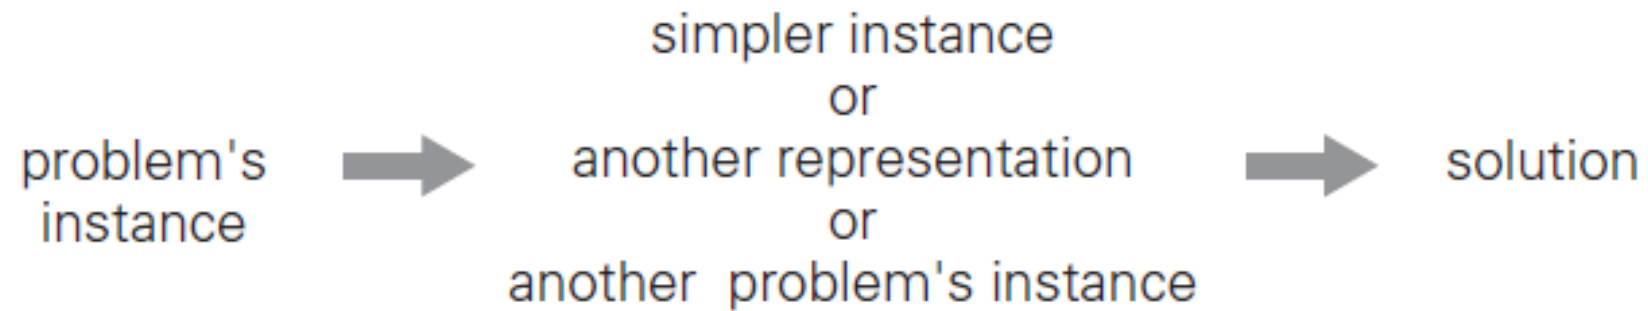 problem's
instance
simpler instance
or
another representation
or
another problem's instance
solution